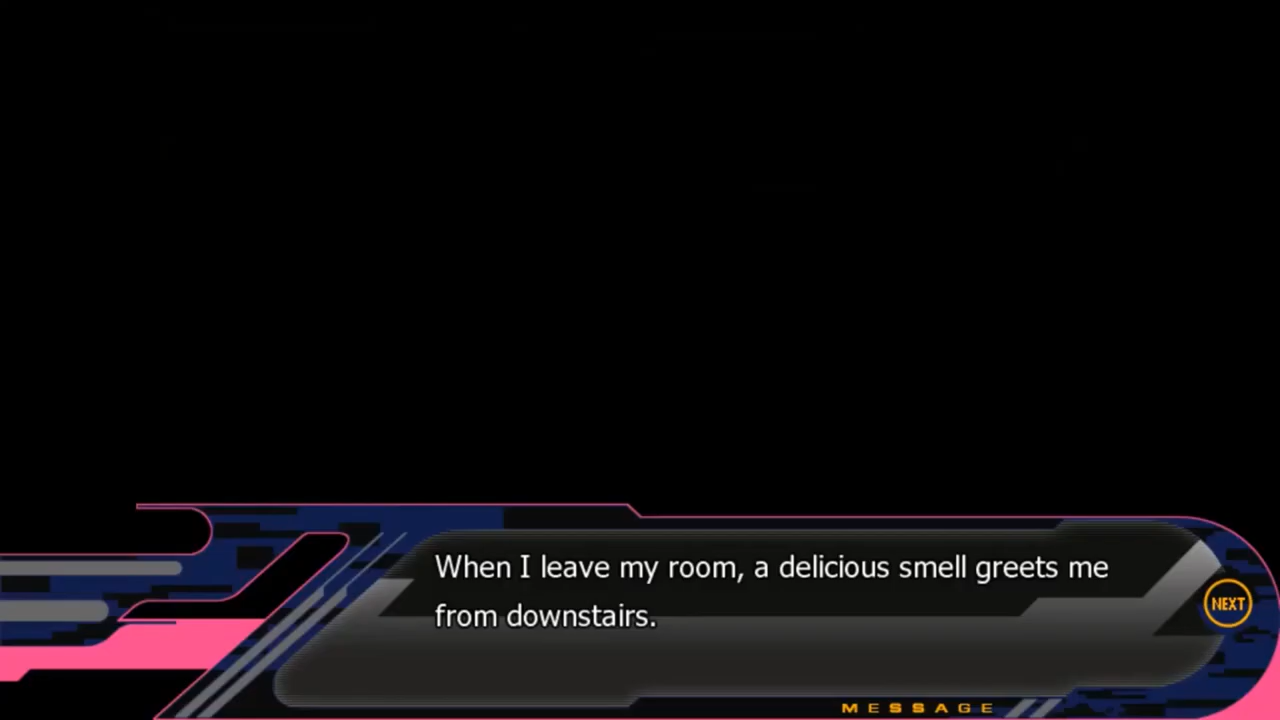 When I leave my room, a delicious smell greets me
from downstairs.
NEXT
MESSAGE